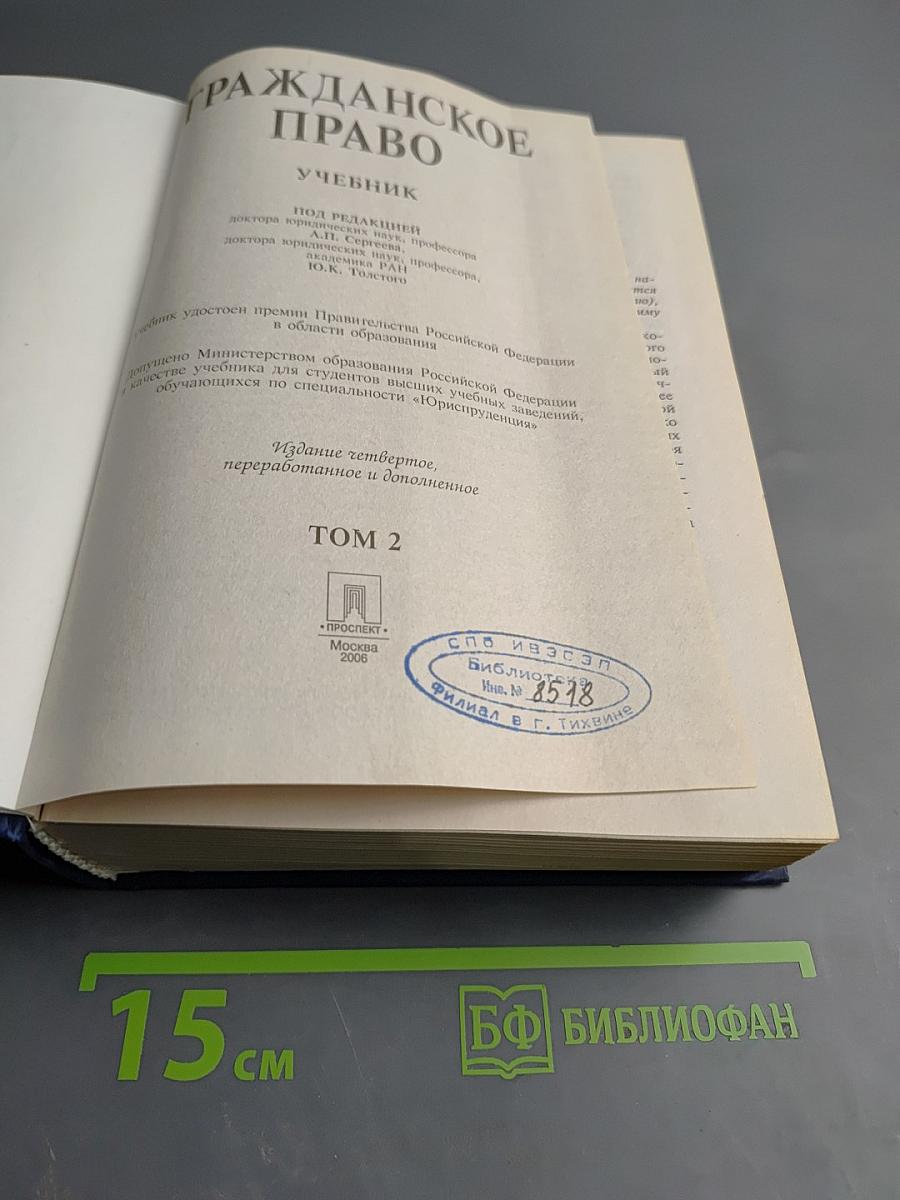 ГРАЖДАНСКОЕ
ПРАВО
УЧЕБНИК
ПОД РЕДАКЦИЕЙ
доктора юридических наук, профессора
А.П. Сергеева,
доктора юридических наук, профессора,
академика РАН
Ю.К. Толстого
учебник удостоен премии Правительства Российской Федерации
в области образования
Допущено Министерством образования Российской Федерации
в качестве учебника для студентов высших учебных заведений,
обучающихся по специальности «Юриспруденция»
Издание четвертое,
переработанное и дополненное
ТОМ 2
• ПРОСПЕКТ •
Москва
2006
СПб ИВЭСЭП
Библиотека
Инв. № 8518
Филиал в г. Тихвине
15 см
БФ БИБЛИОФАН